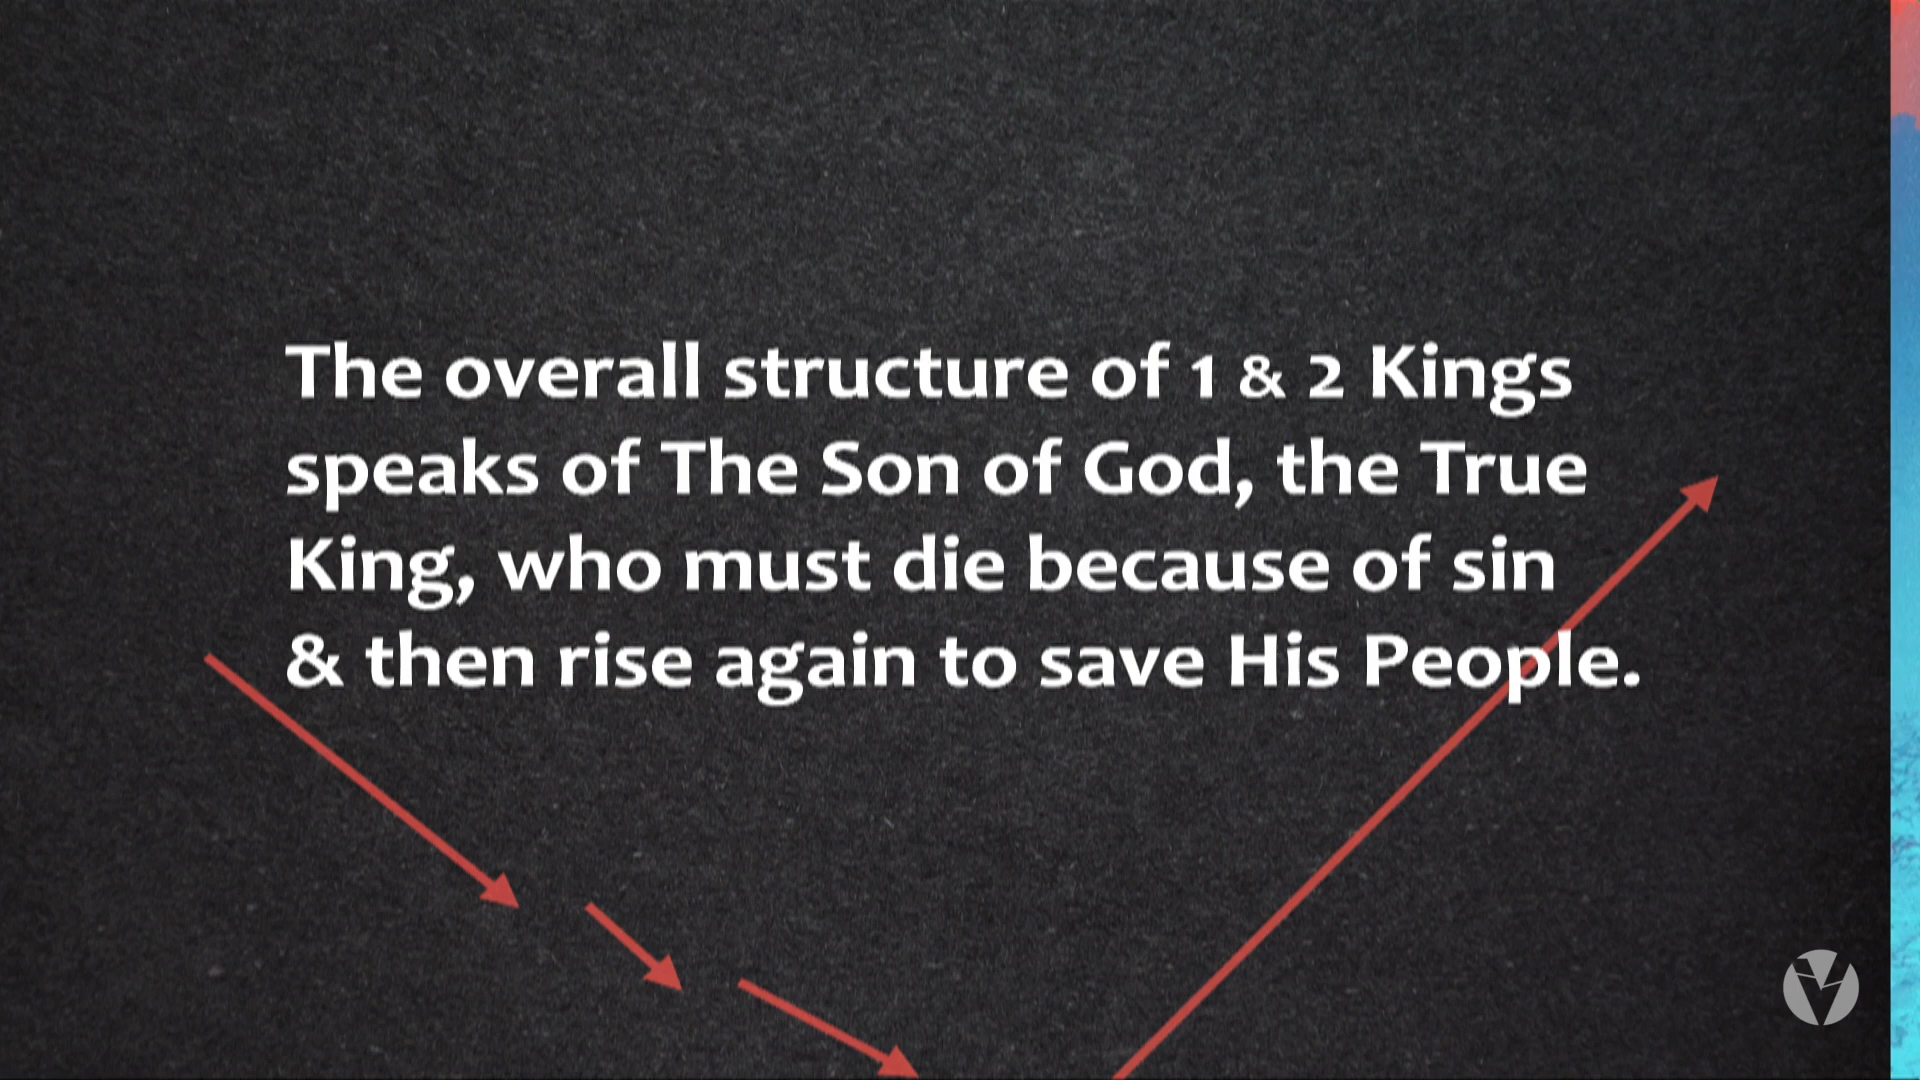 The overall structure of 1 & 2 Kings
speaks of The Son of God, the True
King, who must die because of sin
& then rise again to save His People.